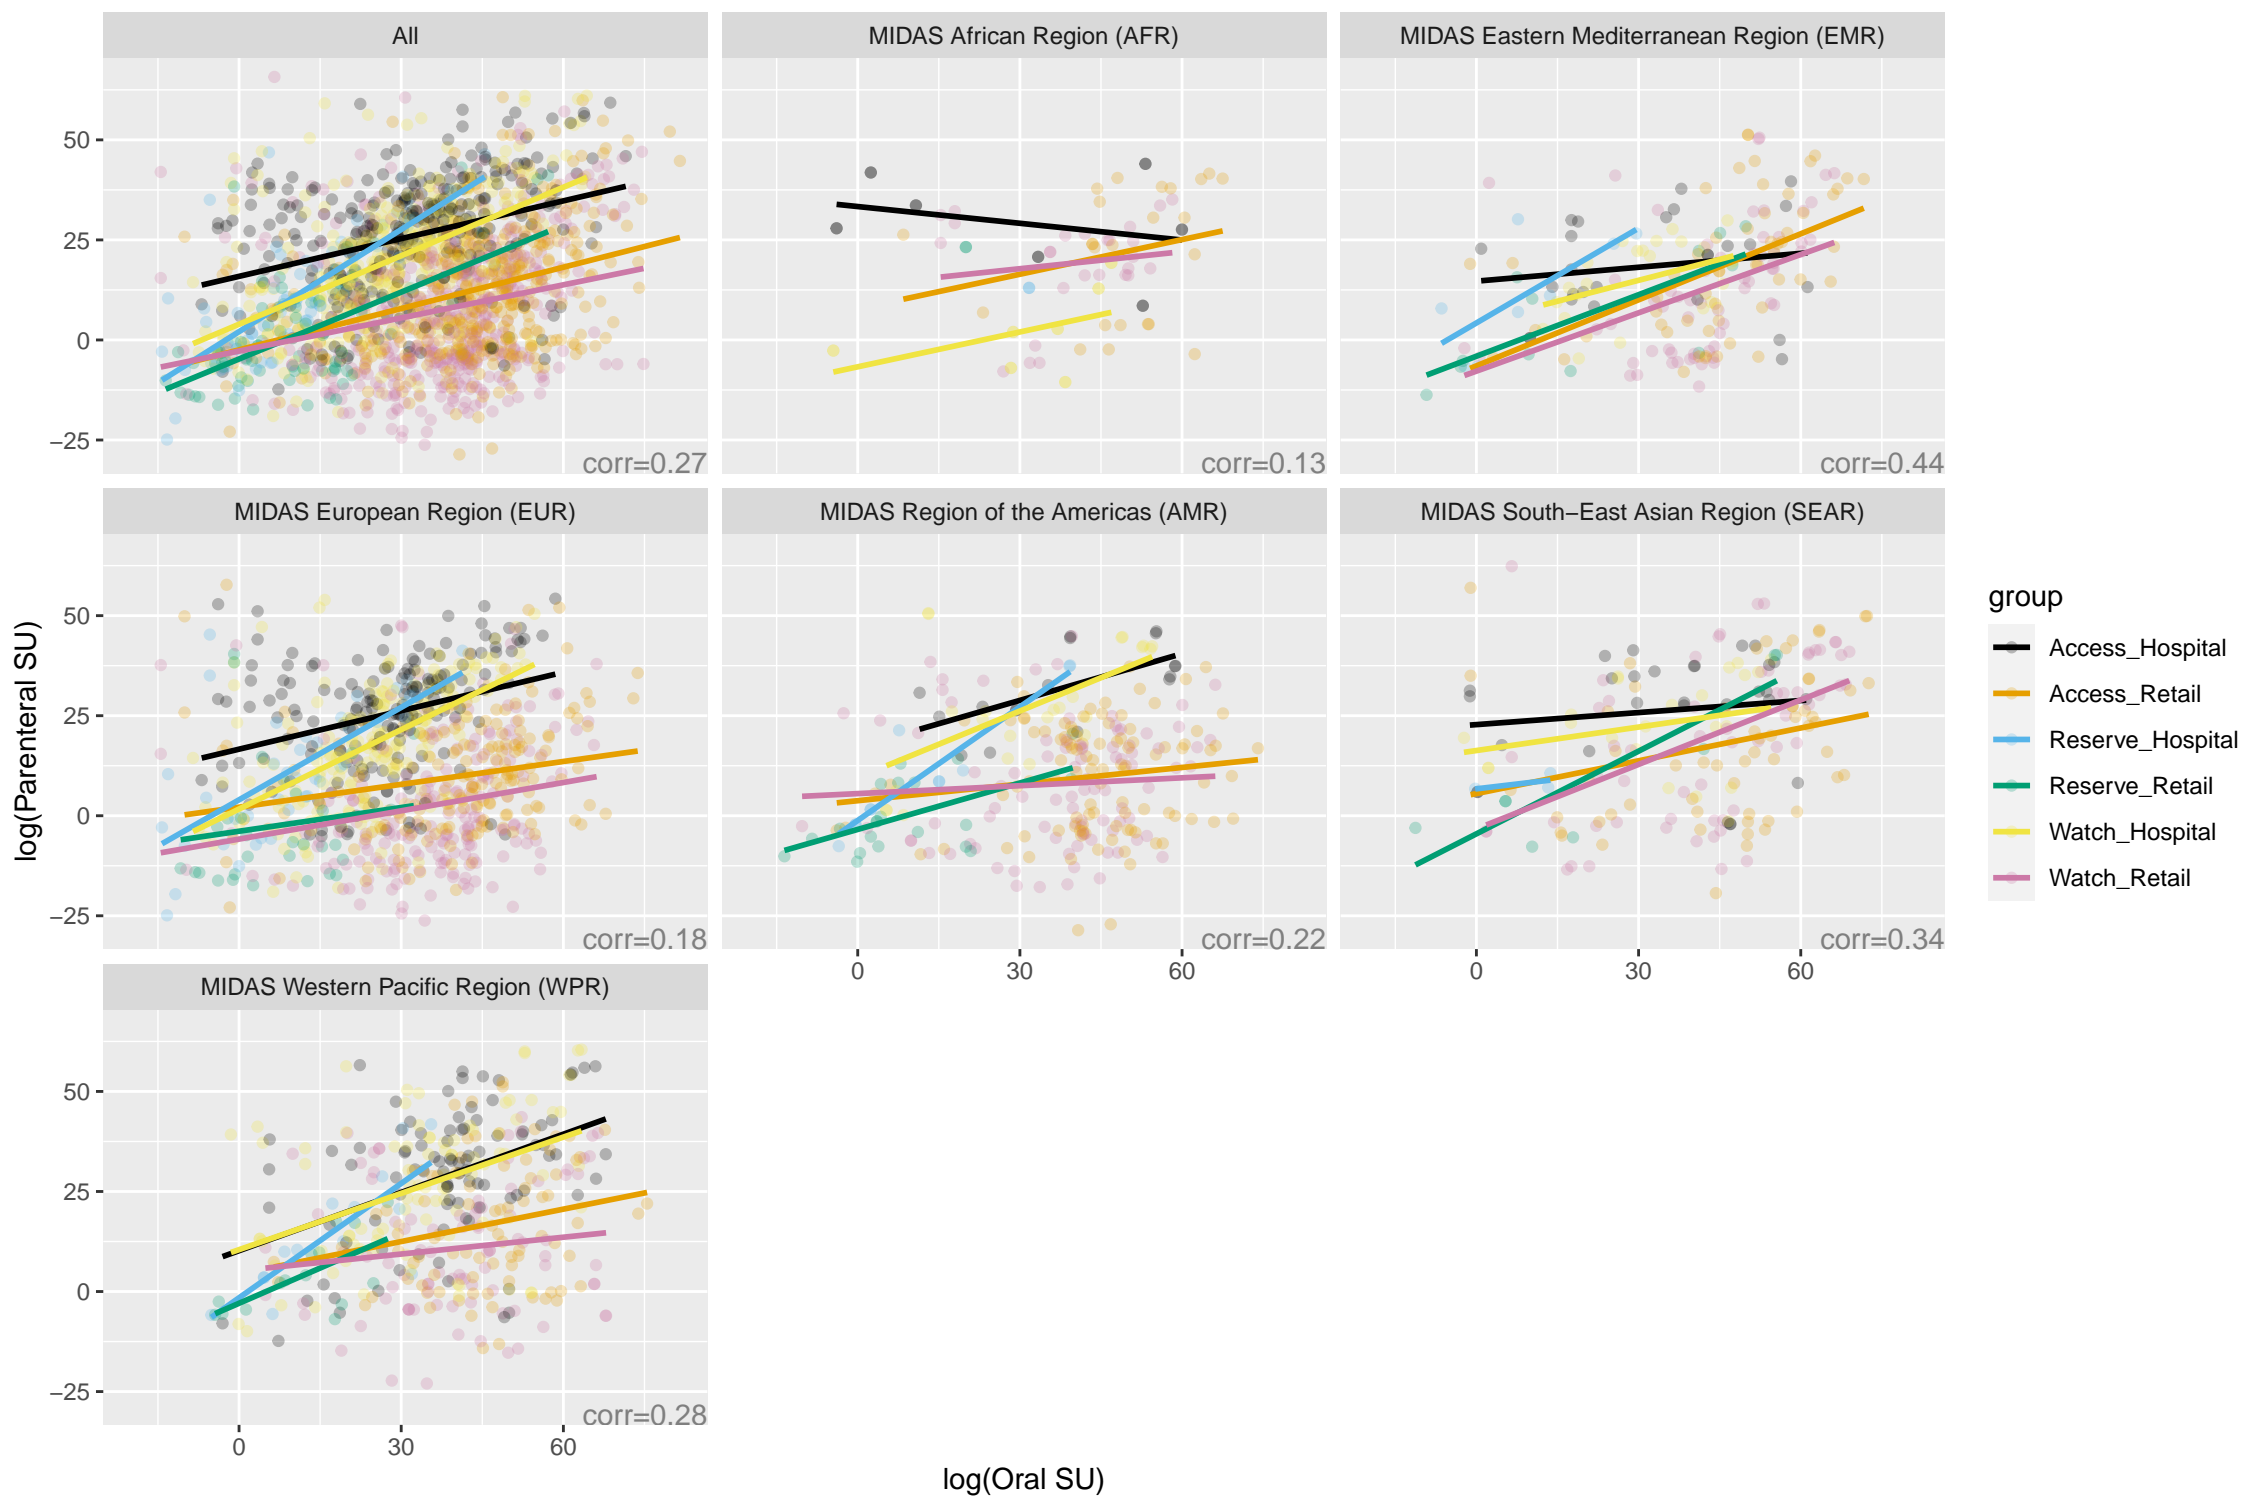 All
MIDAS African Region (AFR)
MIDAS Eastern Mediterranean Region (EMR)
50
25
0
−25
corr=0.27
corr=0.13
corr=0.44
MIDAS European Region (EUR)
MIDAS Region of the Americas (AMR)
MIDAS South−East Asian Region (SEAR)
50
25
0
−25
corr=0.18
corr=0.22
corr=0.34
0
30
60
0
30
60
MIDAS Western Pacific Region (WPR)
50
25
0
−25
corr=0.28
0
30
60
log(Oral SU)
log(Parenteral SU)
group
Access_Hospital
Access_Retail
Reserve_Hospital
Reserve_Retail
Watch_Hospital
Watch_Retail